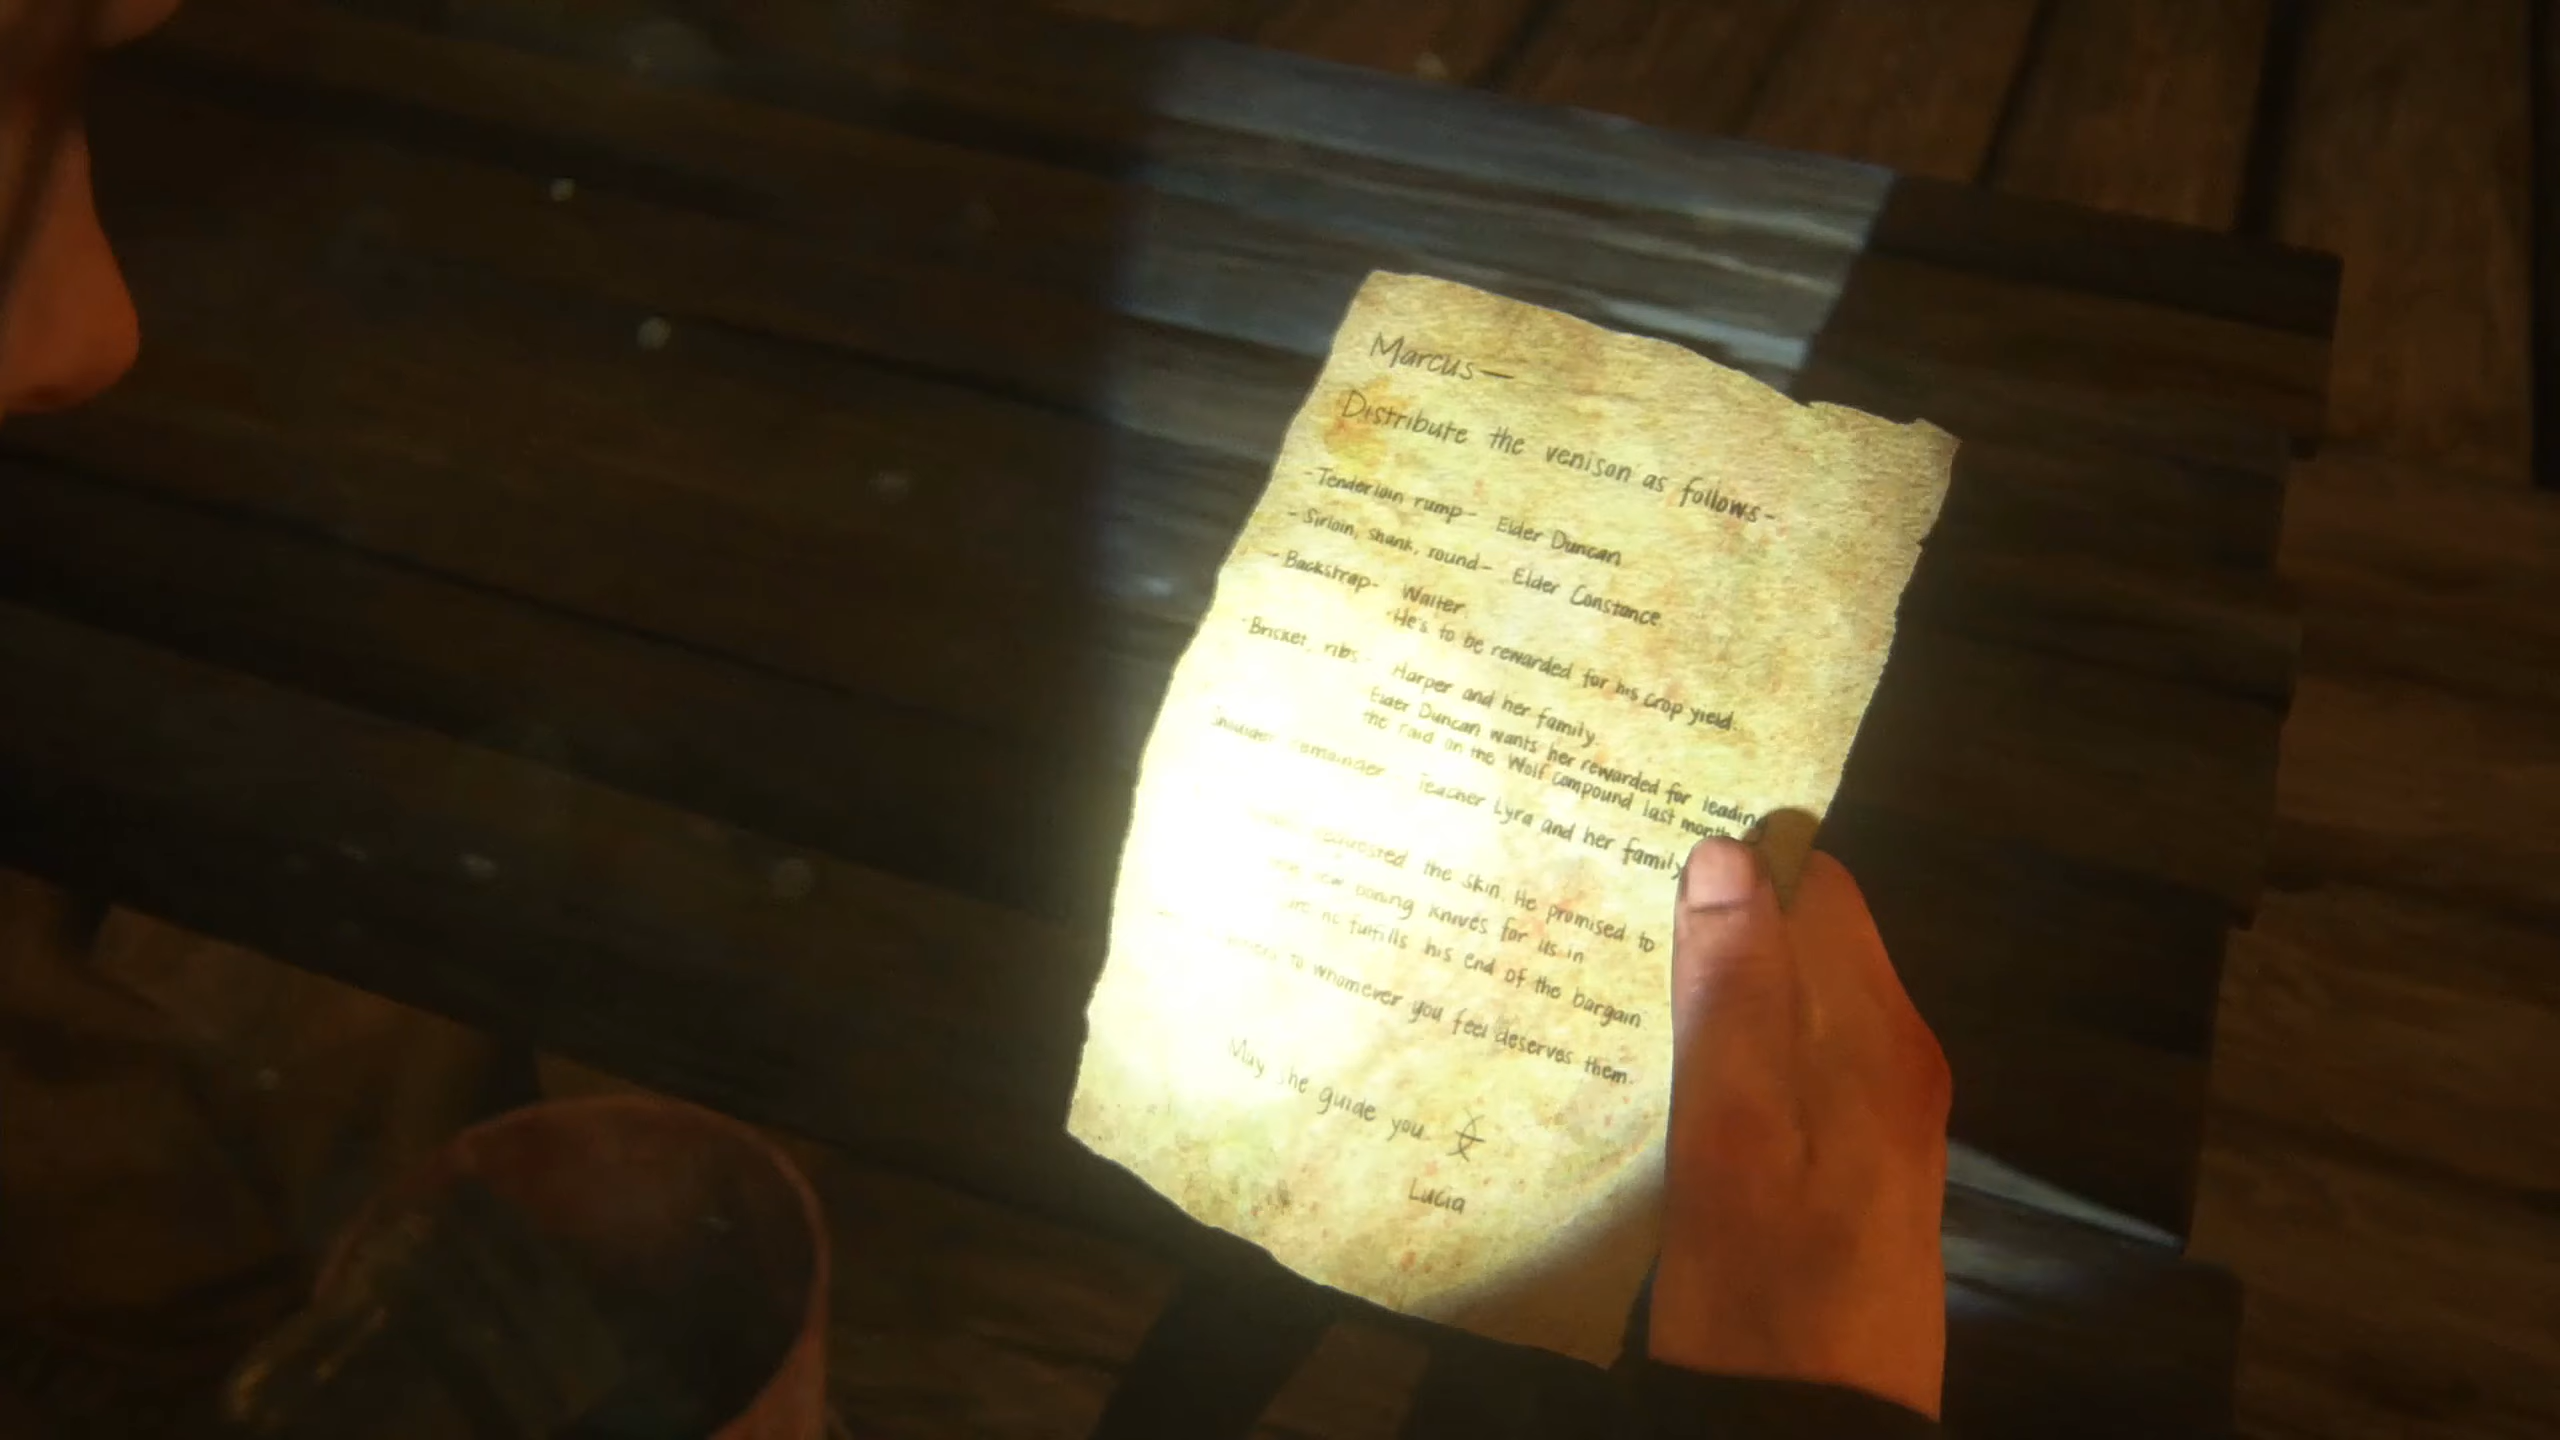 Marcus—
Distribute the venison as follows-
-Tenderloin rump- Elder Duncan
- Sirloin, shank, round- Elder Constance
- Backstrap- Walter
-He's to be rewarded for his crop yield.
-Brisket, ribs- Harper and her family.
Elder Duncan wants her rewarded for leading
the raid on the Wolf compound last month
Shoulder remainder Teacher Lyra and her family
requested the skin. He promised to
new boning knives for us in
he fulfills his end of the bargain
to whomever you feel deserves them.
May she guide you.
Lucia